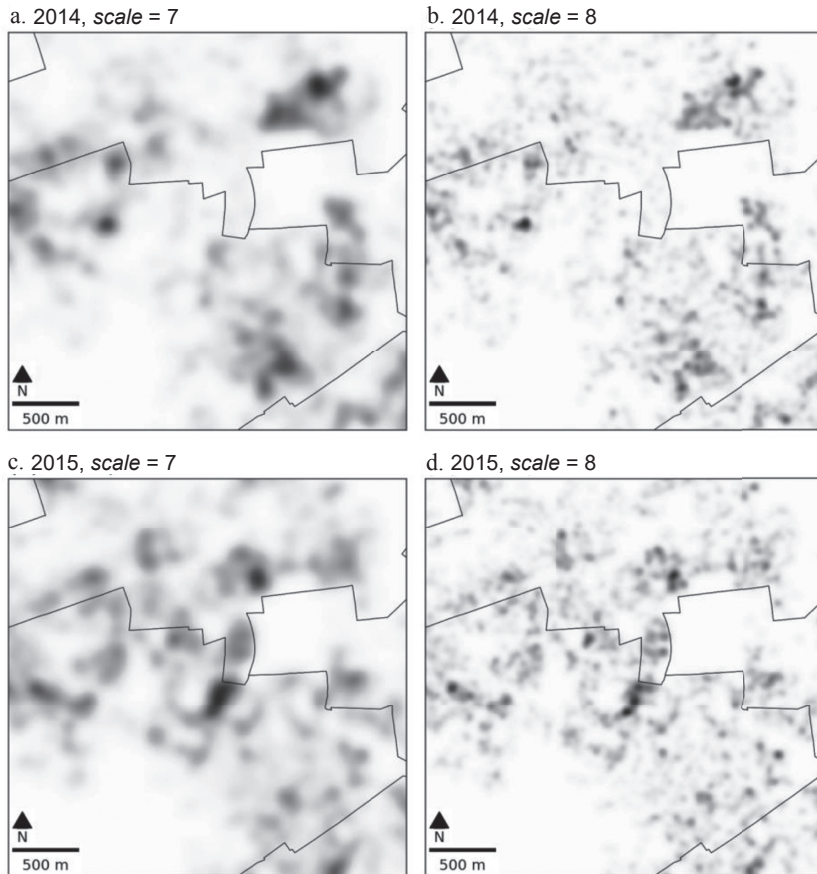 a. 2014, scale = 7
b. 2014, scale = 8
N
500 m
N
500 m
c. 2015, scale = 7
d. 2015, scale = 8
N
500 m
N
500 m